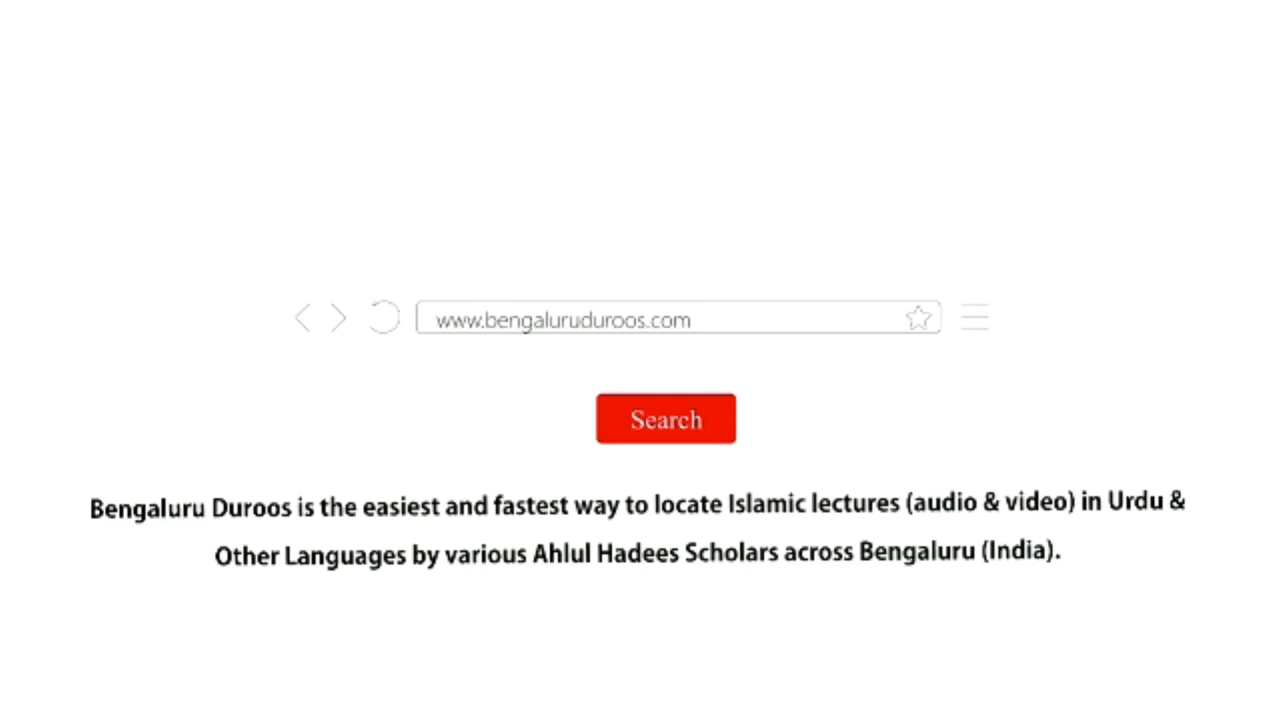 www.bengaluruduroos.com
Search
Bengaluru Duroos is the easiest and fastest way to locate Islamic lectures (audio & video) in Urdu &
Other Languages by various Ahlul Hadees Scholars across Bengaluru (India).